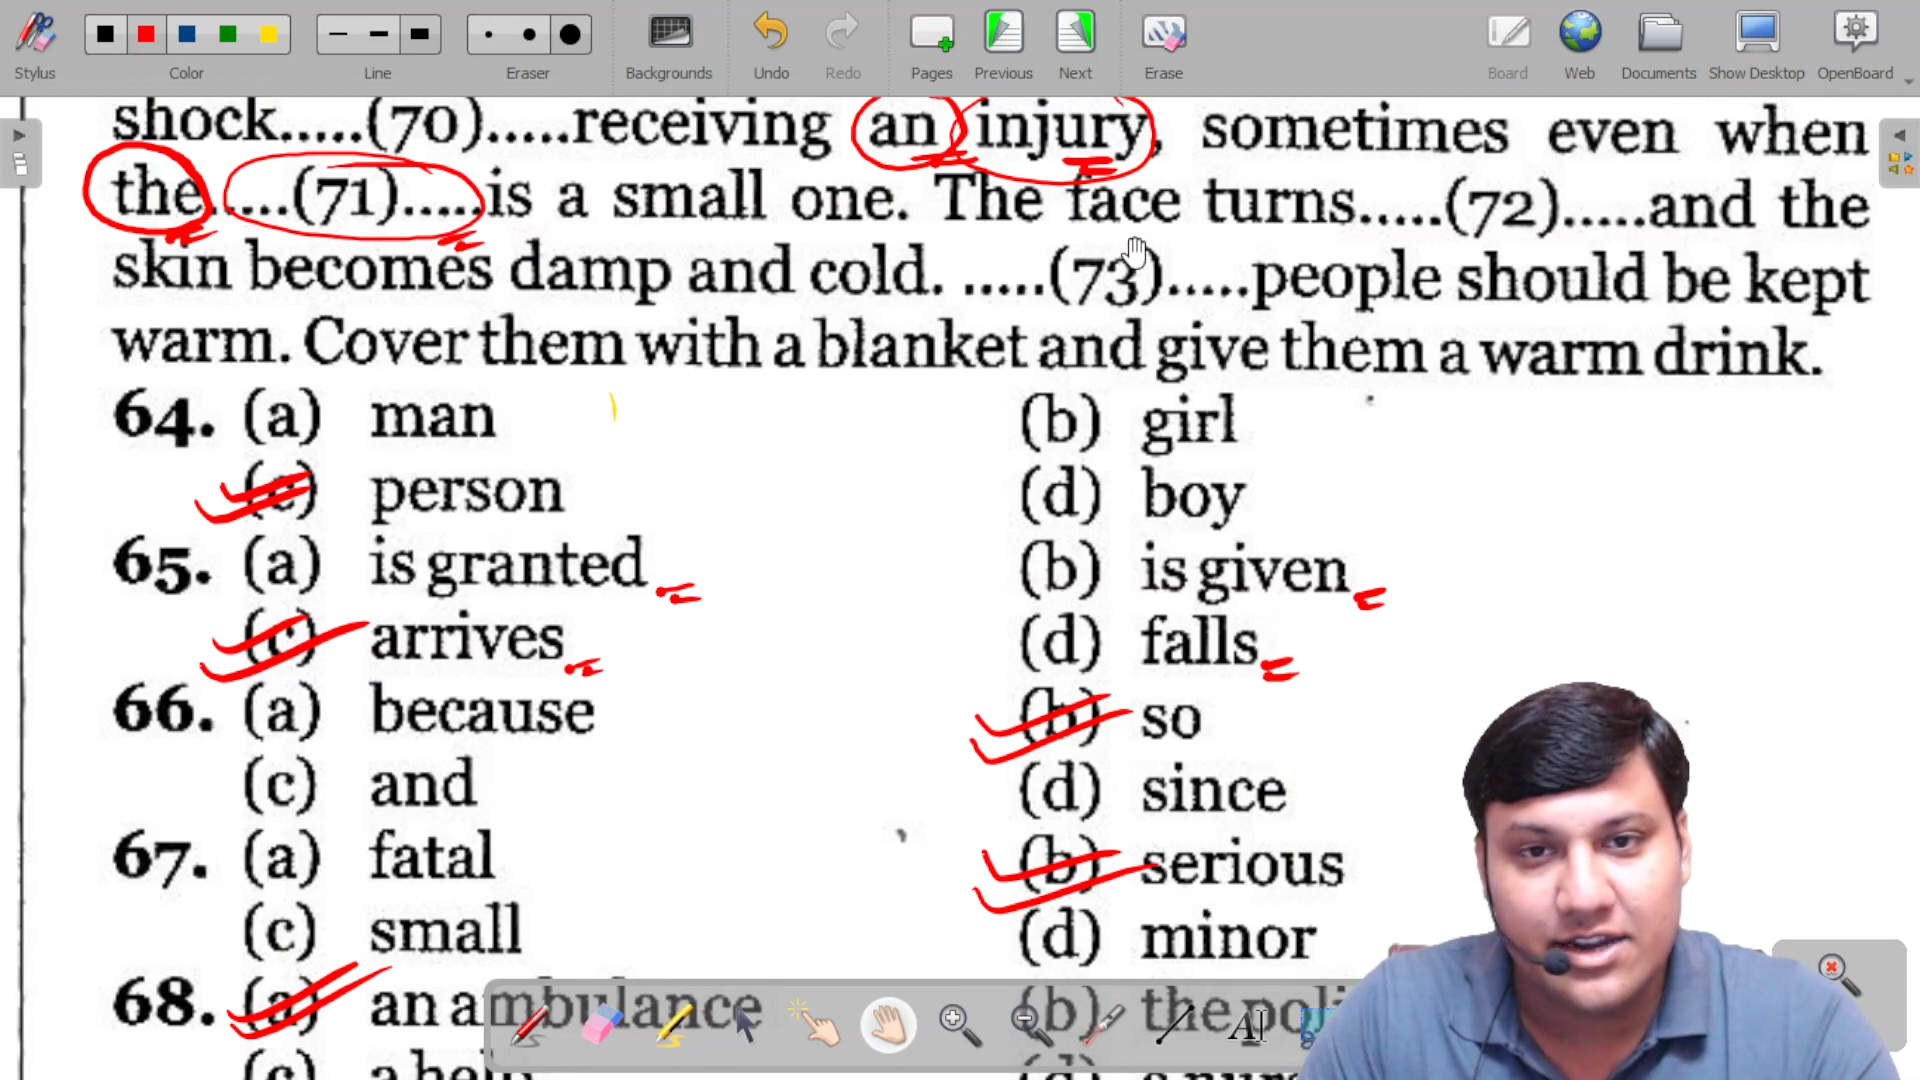 Stylus Color Line Eraser Backgrounds Undo Redo Pages Previous Next Erase Board Web Documents Show Desktop OpenBoard
shock.....(70).....receiving an injury, sometimes even when
the.....(71).....is a small one. The face turns.....(72).....and the
skin becomes damp and cold. .....(73).....people should be kept
warm. Cover them with a blanket and give them a warm drink.
64. (a) man (b) girl
(c) person (d) boy
65. (a) is granted (b) is given
(c) arrives (d) falls
66. (a) because (b) so
(c) and (d) since
67. (a) fatal (b) serious
(c) small (d) minor
68. (a) an ambulance (b) the
(c) a (d) a